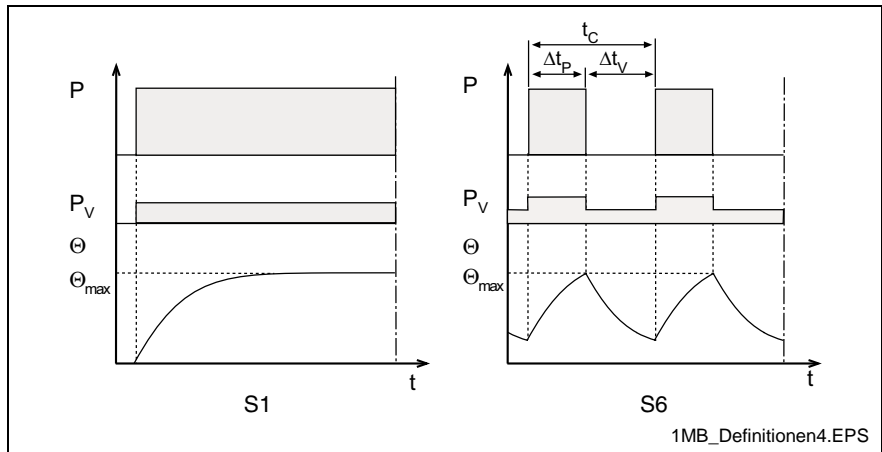 t_C
Δt_P Δt_V
P P
P_V P_V
Θ Θ
Θ_max Θ_max
t t
S1 S6
1MB_Definitionen4.EPS